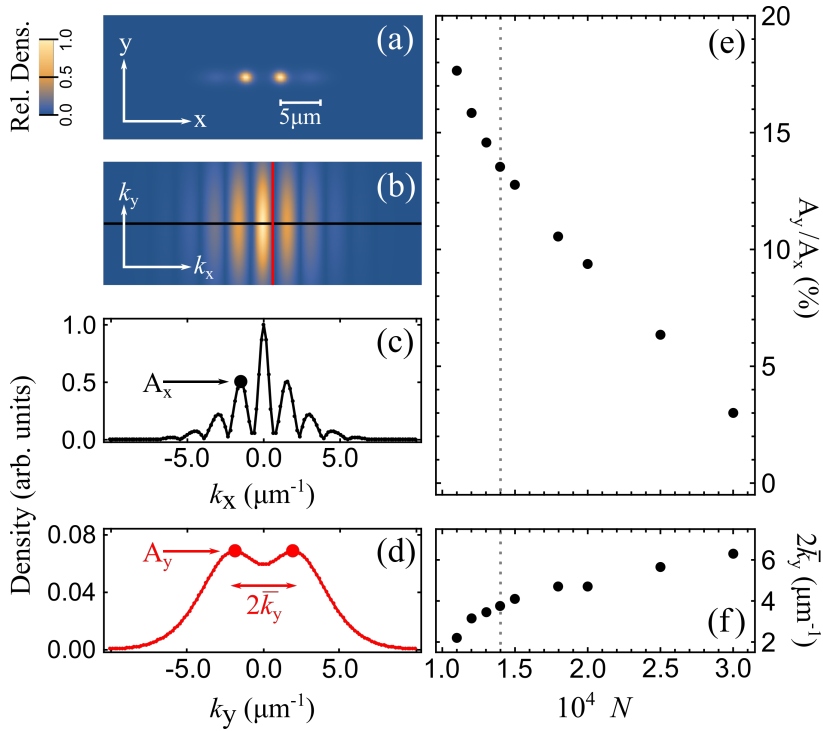 Rel. Dens.
0.0 0.5 1.0
(a)
y
x
5μm
(b)
k_y
k_x
Density (arb. units)
1.0
0.5
0.0
(c)
A_x
-5.0 0.0 5.0
k_x (μm⁻¹)
0.08
0.04
0.00
(d)
A_y
2k̅_y
-5.0 0.0 5.0
k_y (μm⁻¹)
(e)
20
15
10
5
0
A_y/A_x (%)
(f)
6
4
2
2k̅_y (μm⁻¹)
1.0 1.5 2.0 2.5 3.0
10⁴ N